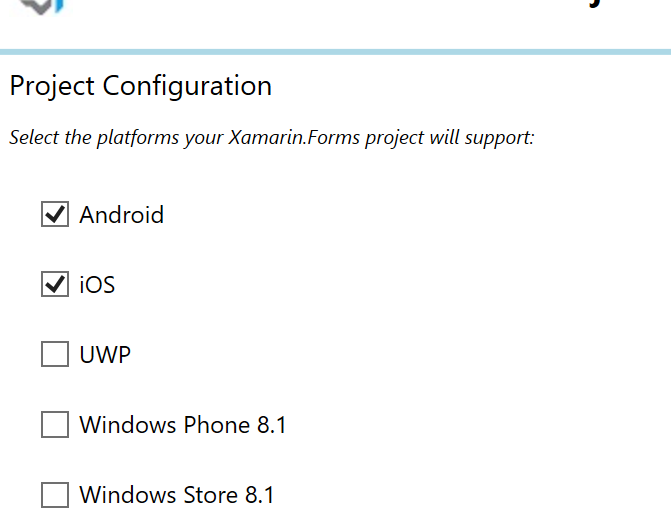 Project Configuration
Select the platforms your Xamarin.Forms project will support:
Android
iOS
UWP
Windows Phone 8.1
Windows Store 8.1